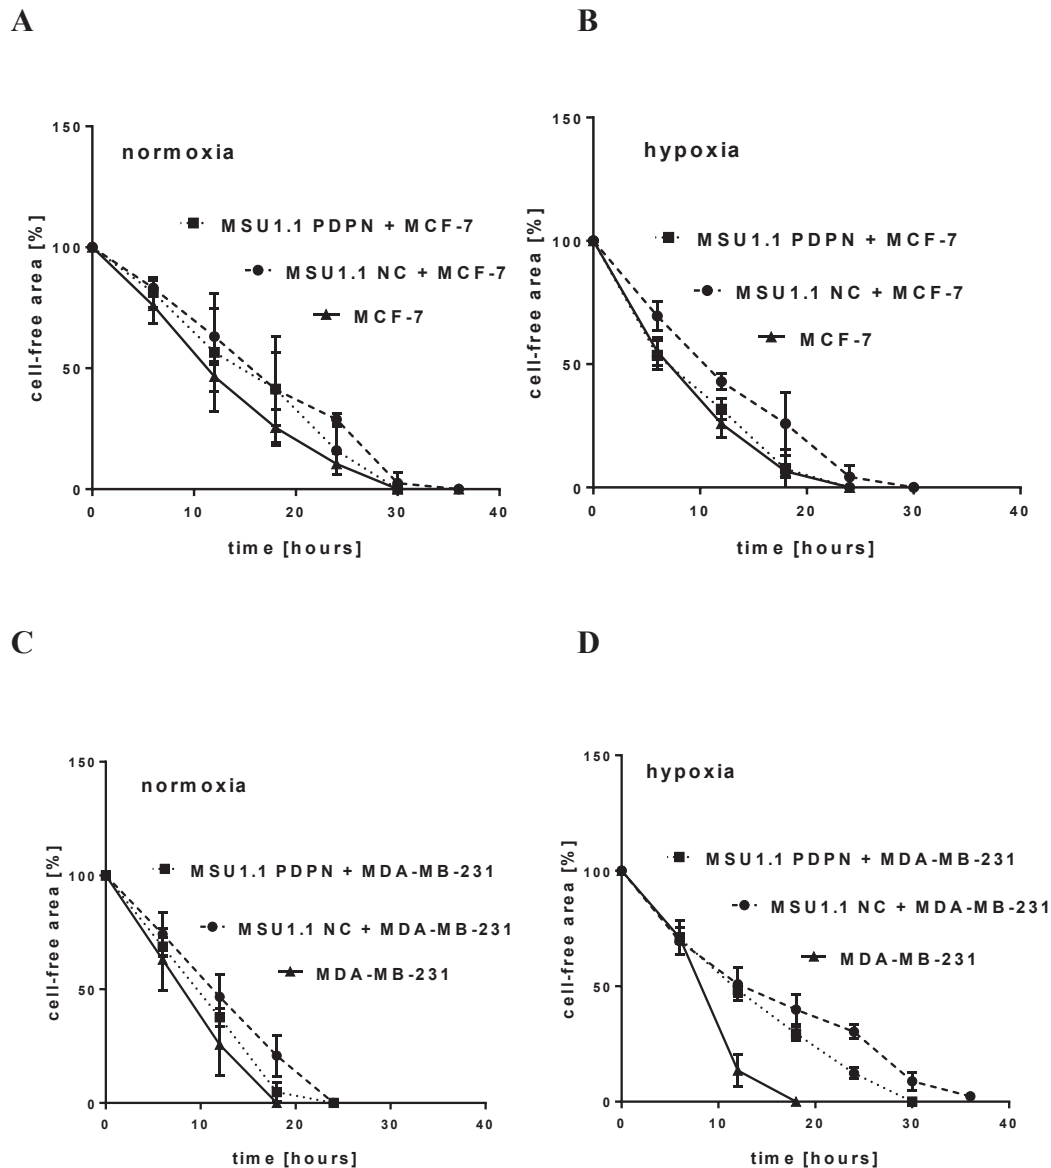 A
B
150
normoxia
MSU1.1 PDPN + MCF-7
MSU1.1 NC + MCF-7
MCF-7
cell-free area [%]
100
50
0
0 10 20 30 40
time [hours]
150
hypoxia
MSU1.1 PDPN + MCF-7
MSU1.1 NC + MCF-7
MCF-7
cell-free area [%]
100
50
0
0 10 20 30 40
time [hours]
C
D
150
normoxia
MSU1.1 PDPN + MDA-MB-231
MSU1.1 NC + MDA-MB-231
MDA-MB-231
cell-free area [%]
100
50
0
0 10 20 30 40
time [hours]
150
hypoxia
MSU1.1 PDPN + MDA-MB-231
MSU1.1 NC + MDA-MB-231
MDA-MB-231
cell-free area [%]
100
50
0
0 10 20 30 40
time [hours]